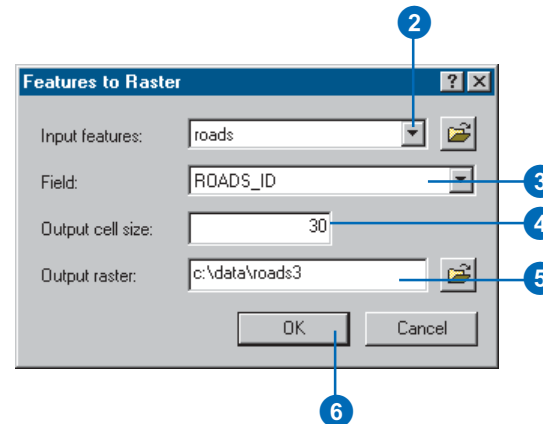 2
Features to Raster
Input features: roads
Field: ROADS_ID
3
Output cell size: 30
4
Output raster: c:\data\roads3
5
OK Cancel
6